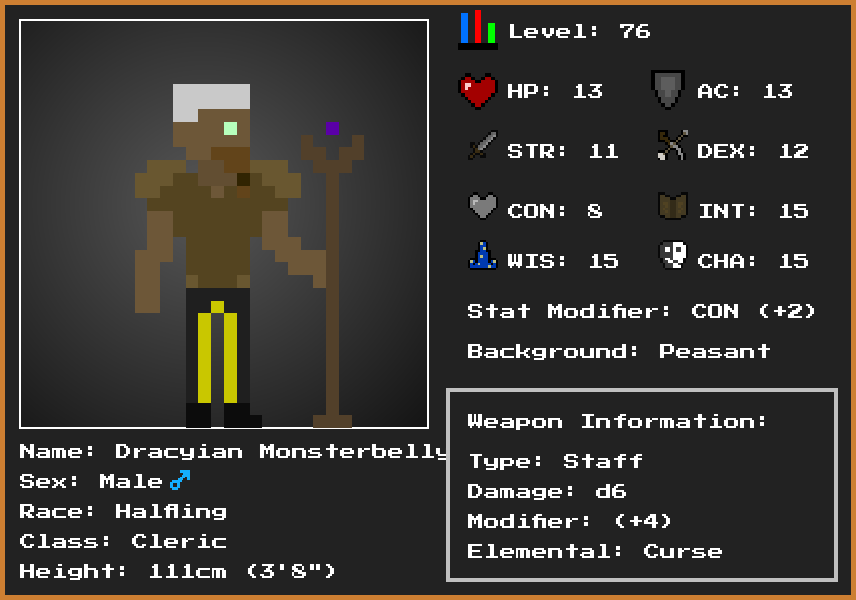 Level: 76
HP: 13
AC: 13
STR: 11
DEX: 12
CON: 8
INT: 15
WIS: 15
CHA: 15
Stat Modifier: CON (+2)
Background: Peasant
Name: Dracyian Monsterbelly
Sex: Male♂
Race: Halfling
Class: Cleric
Height: 111cm (3'8")
Weapon Information:
Type: Staff
Damage: d6
Modifier: (+4)
Elemental: Curse